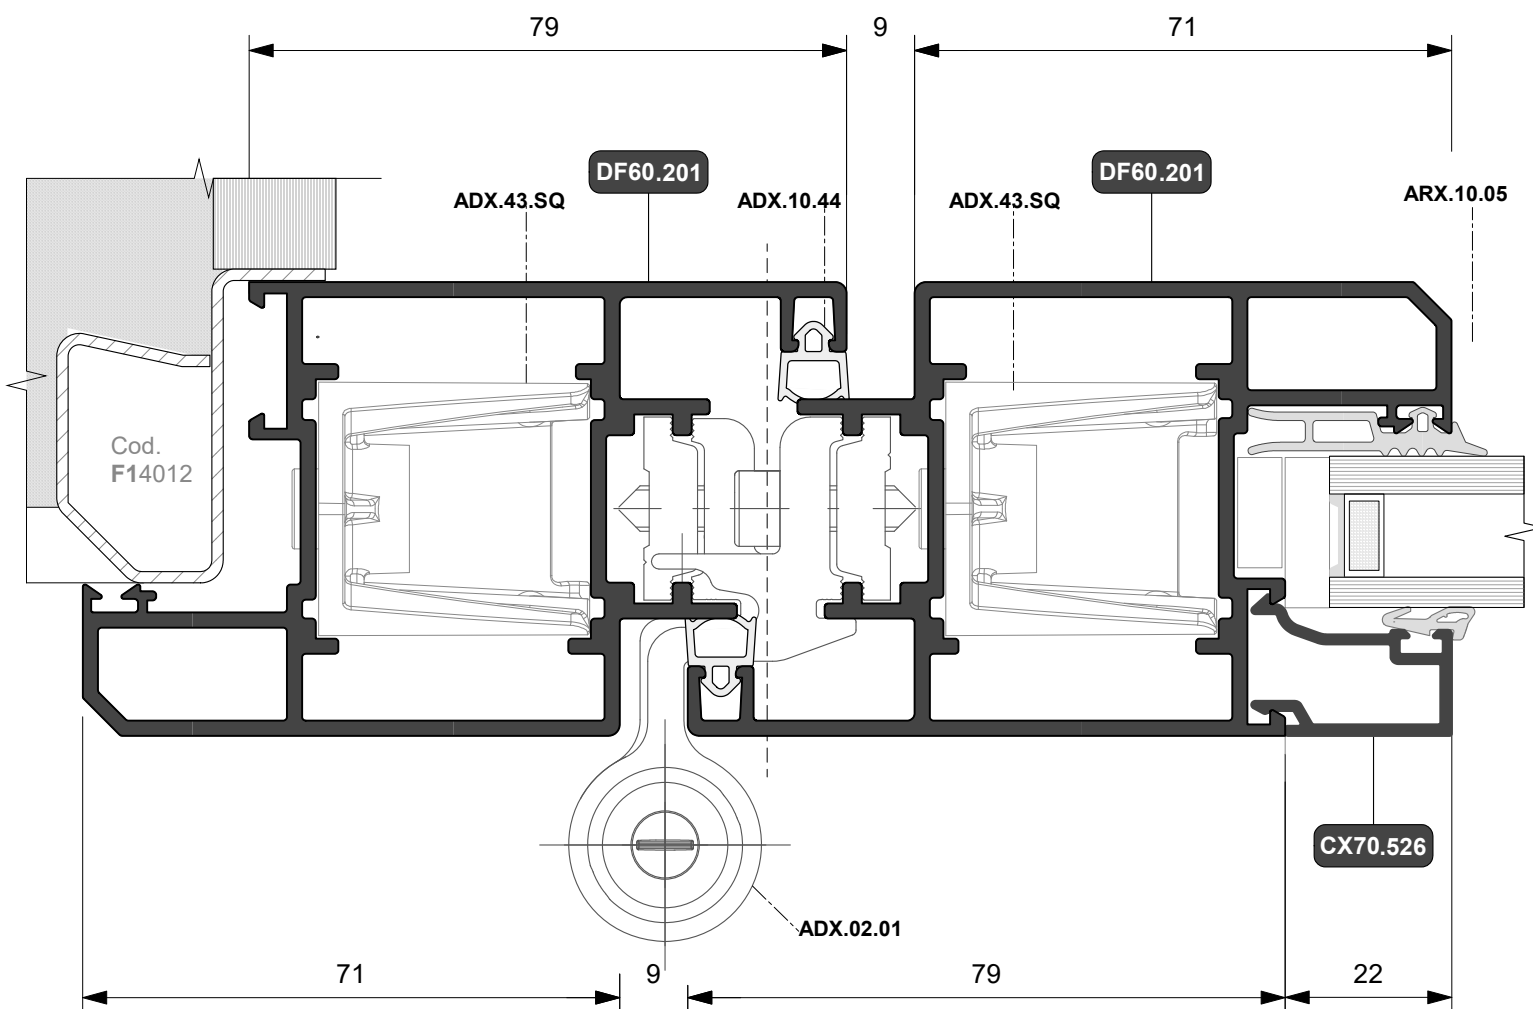 79
9
71
DF60.201
DF60.201
ADX.43.SQ
ADX.10.44
ADX.43.SQ
ARX.10.05
Cod.
F14012
CX70.526
ADX.02.01
71
9
79
22